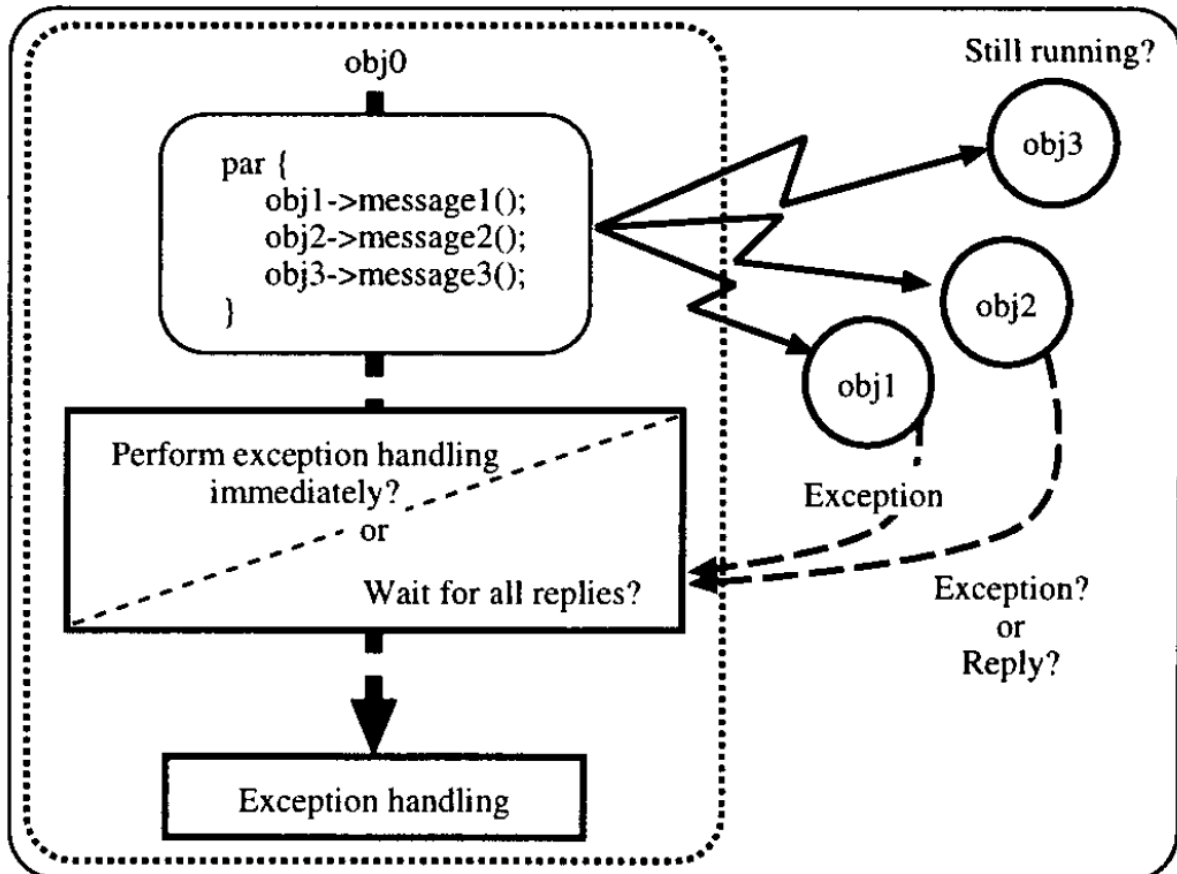 obj0
par {
obj1->message1();
obj2->message2();
obj3->message3();
}
Perform exception handling
immediately?
or
Wait for all replies?
Exception handling
Still running?
obj3
obj2
obj1
Exception
Exception?
or
Reply?